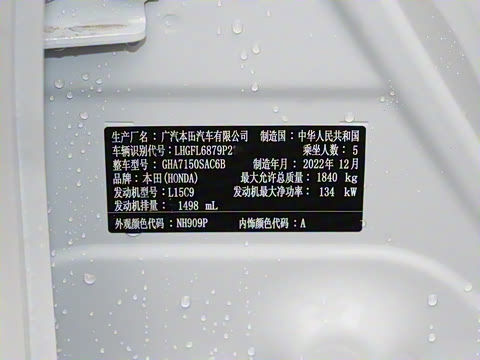 生产厂名：广汽本田汽车有限公司 制造国：中华人民共和国
车辆识别代号：LHGFL6879P2 乘坐人数：5
整车型号：GHA7150SAC6B 制造年月：2022年12月
品牌：本田(HONDA) 最大允许总质量：1840 kg
发动机型号：L15C9 发动机最大净功率：134 kW
发动机排量：1498 mL
外观颜色代码：NH909P 内饰颜色代码：A